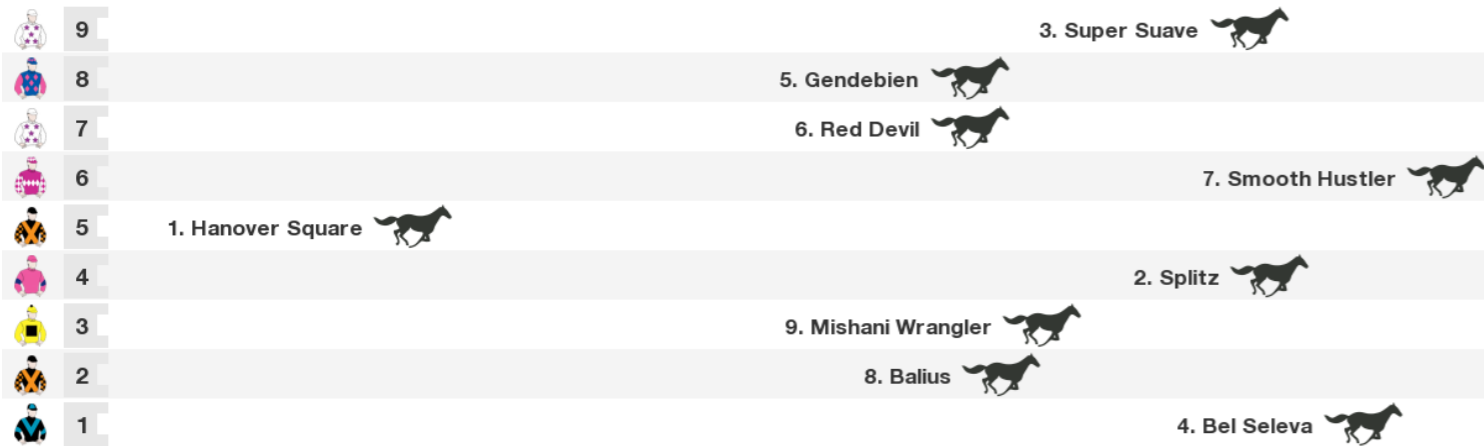 9 3. Super Suave
8 5. Gendebien
7 6. Red Devil
6 7. Smooth Hustler
5 1. Hanover Square
4 2. Splitz
3 9. Mishani Wrangler
2 8. Balius
1 4. Bel Seleva